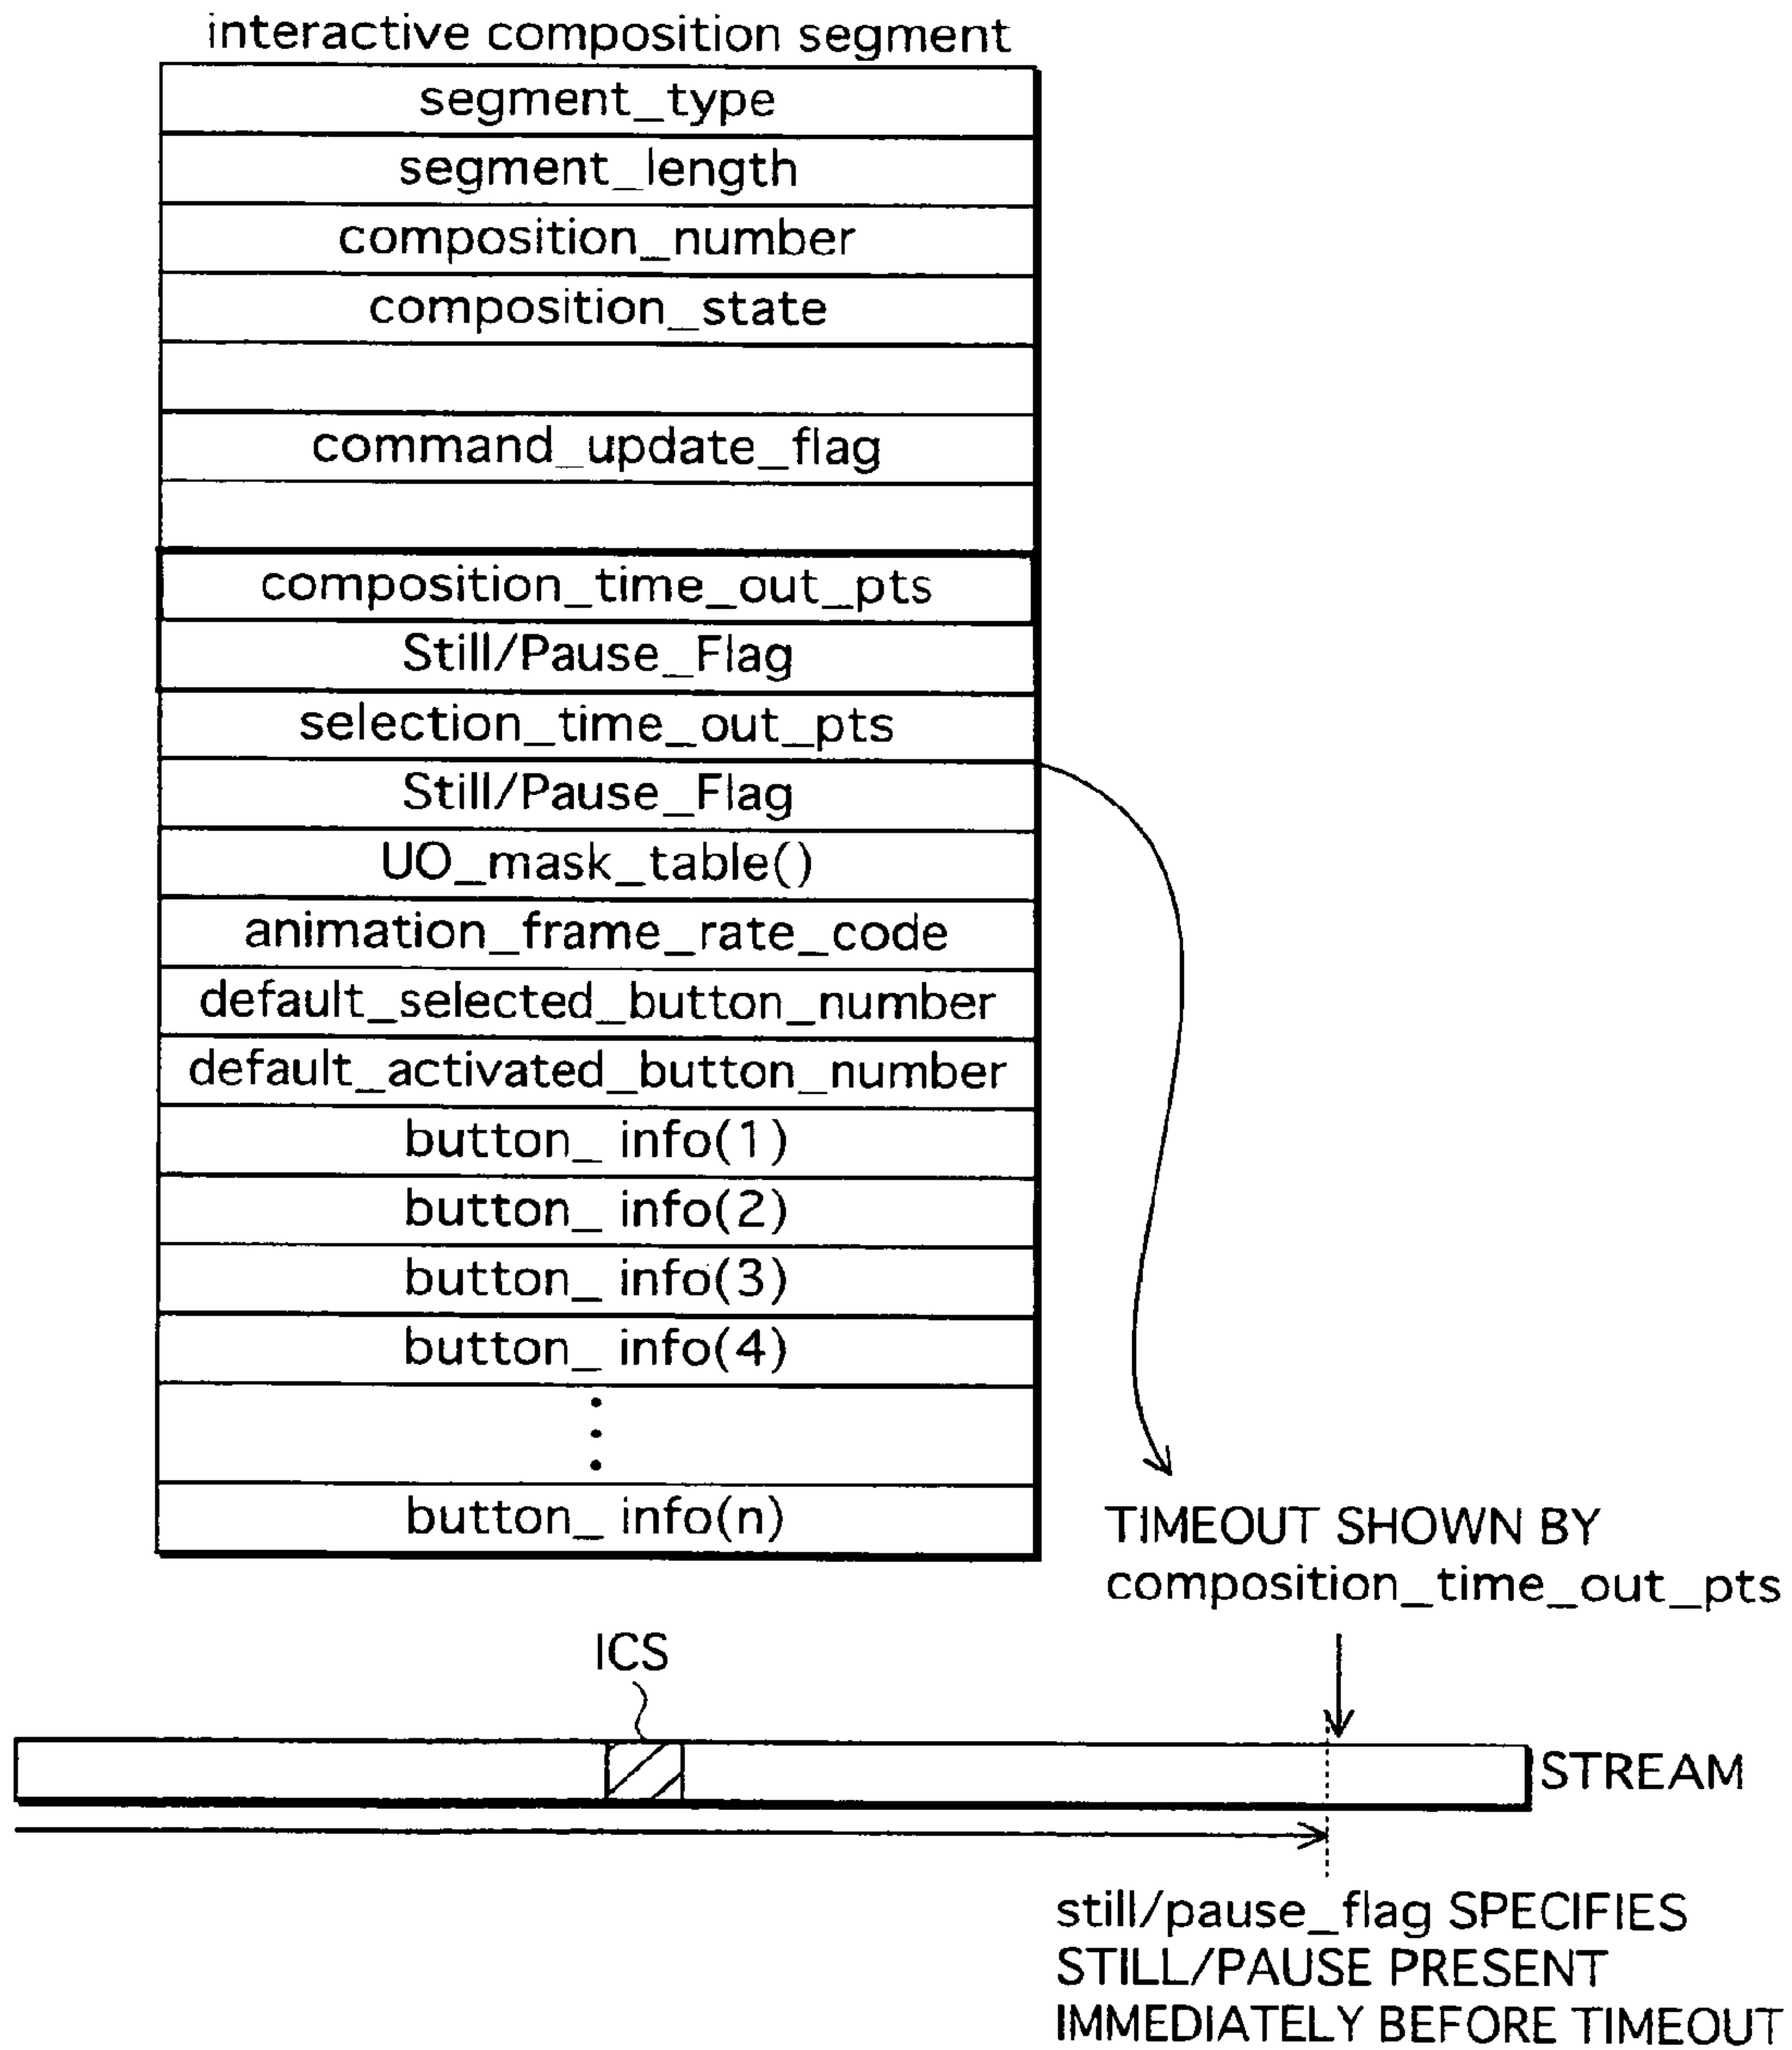 interactive composition segment
segment_type
segment_length
composition_number
composition_state
command_update_flag
composition_time_out_pts
Still/Pause_Flag
selection_time_out_pts
Still/Pause_Flag
UO_mask_table()
animation_frame_rate_code
default_selected_button_number
default_activated_button_number
button_ info(1)
button_ info(2)
button_ info(3)
button_ info(4)
button_ info(n)
TIMEOUT SHOWN BY
composition_time_out_pts
ICS
STREAM
still/pause_flag SPECIFIES
STILL/PAUSE PRESENT
IMMEDIATELY BEFORE TIMEOUT